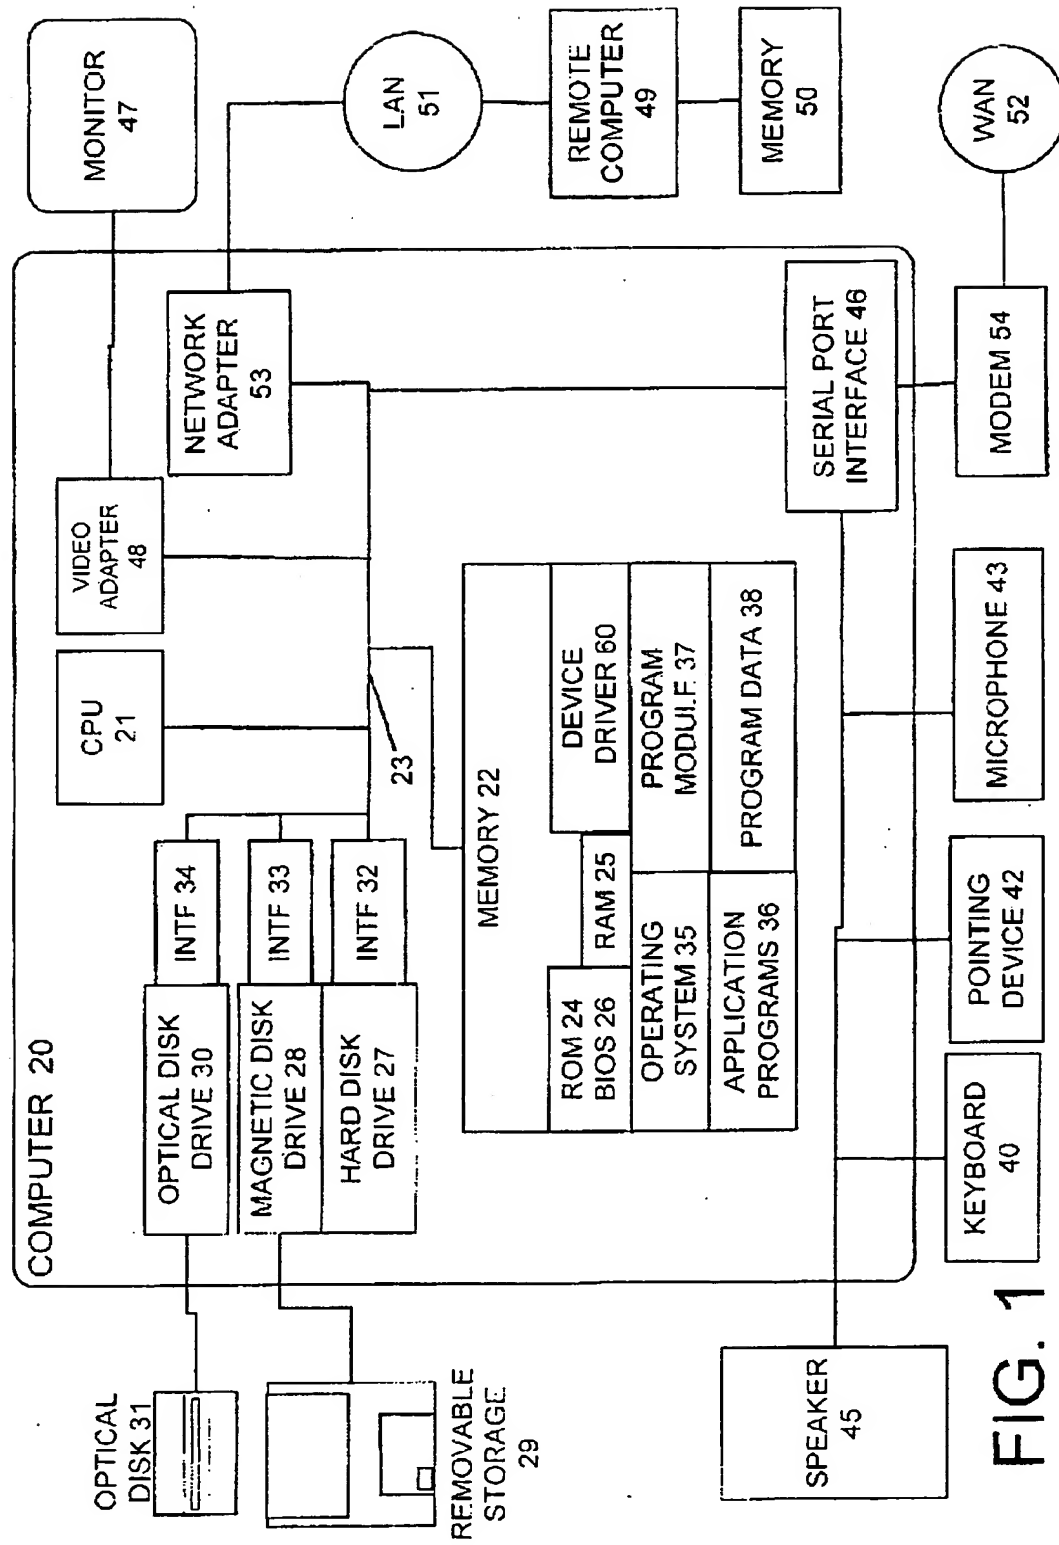 COMPUTER 20
OPTICAL
DISK 31
REMOVABLE
STORAGE
29
OPTICAL DISK
DRIVE 30
MAGNETIC DISK
DRIVE 28
HARD DISK
DRIVE 27
INTF 34
INTF 33
INTF 32
CPU
21
23
VIDEO
ADAPTER
48
NETWORK
ADAPTER
53
MONITOR
47
LAN
51
REMOTE
COMPUTER
49
MEMORY
50
MEMORY 22
ROM 24
BIOS 26
RAM 25
DEVICE
DRIVER 60
OPERATING
SYSTEM 35
PROGRAM
MODULE 37
APPLICATION
PROGRAMS 36
PROGRAM DATA 38
SERIAL PORT
INTERFACE 46
SPEAKER
45
KEYBOARD
40
POINTING
DEVICE 42
MICROPHONE 43
MODEM 54
WAN
52
FIG. 1